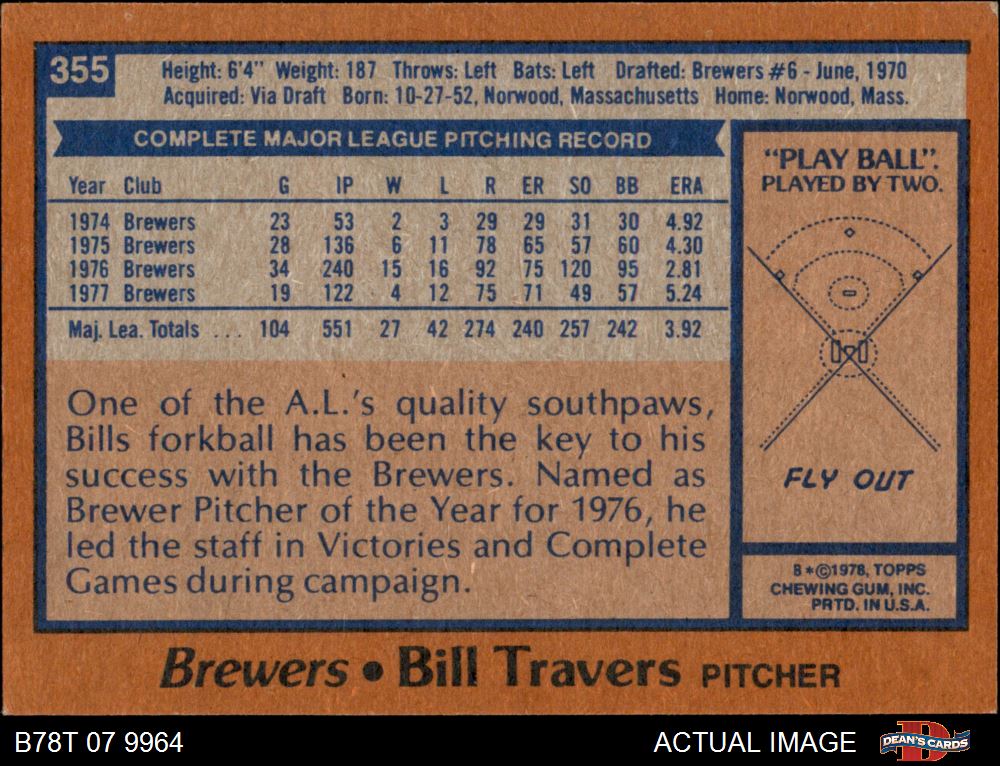 355
Height: 6'4" Weight: 187 Throws: Left Bats: Left Drafted: Brewers #6 - June, 1970
Acquired: Via Draft Born: 10-27-52, Norwood, Massachusetts Home: Norwood, Mass.
COMPLETE MAJOR LEAGUE PITCHING RECORD
Year Club G IP W L R ER SO BB ERA
1974 Brewers 23 53 2 3 29 29 31 30 4.92
1975 Brewers 28 136 6 11 78 65 57 60 4.30
1976 Brewers 34 240 15 16 92 75 120 95 2.81
1977 Brewers 19 122 4 12 75 71 49 57 5.24
Maj. Lea. Totals ... 104 551 27 42 274 240 257 242 3.92
One of the A.L.'s quality southpaws,
Bills forkball has been the key to his
success with the Brewers. Named as
Brewer Pitcher of the Year for 1976, he
led the staff in Victories and Complete
Games during campaign.
"PLAY BALL".
PLAYED BY TWO.
FLY OUT
B*©1978, TOPPS
CHEWING GUM, INC.
PRTD. IN U.S.A.
Brewers • Bill Travers PITCHER
B78T 07 9964
ACTUAL IMAGE
DEAN'S CARDS